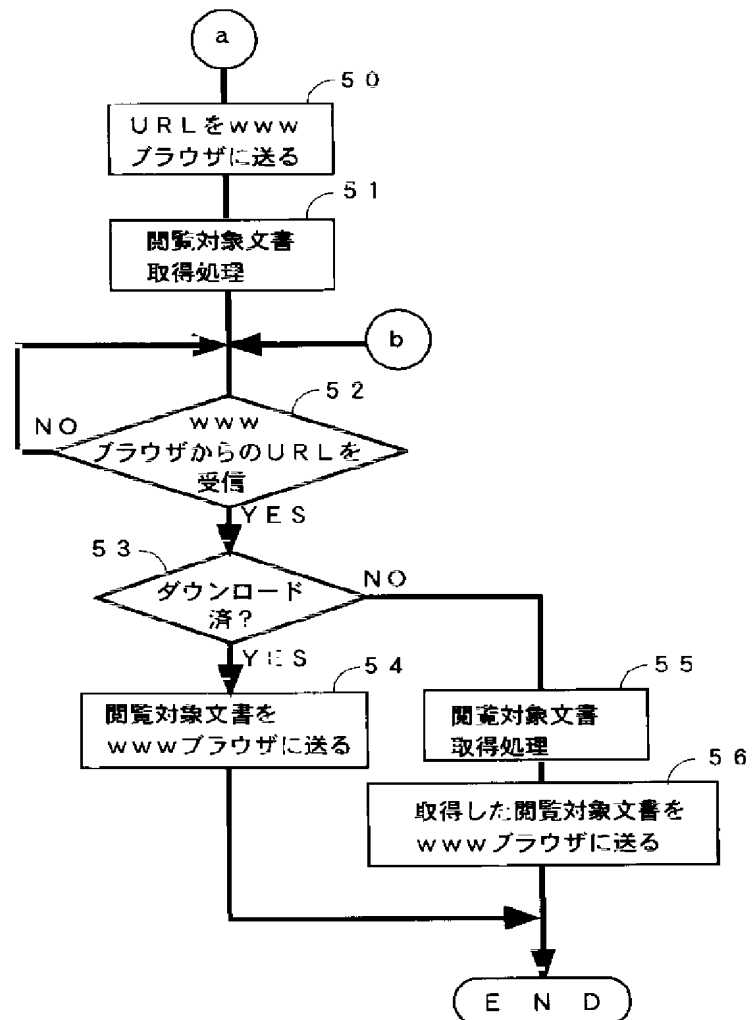 a
５０
ＵＲＬをｗｗｗ
ブラウザに送る
５１
閲覧対象文書
取得処理
b
５２
ＮＯ
ｗｗｗ
ブラウザからのＵＲＬを
受信
ＹＥＳ
５３
ダウンロード
済？
ＮＯ
ＹＥＳ
５４
閲覧対象文書を
ｗｗｗブラウザに送る
５５
閲覧対象文書
取得処理
５６
取得した閲覧対象文書を
ｗｗｗブラウザに送る
ＥＮＤ